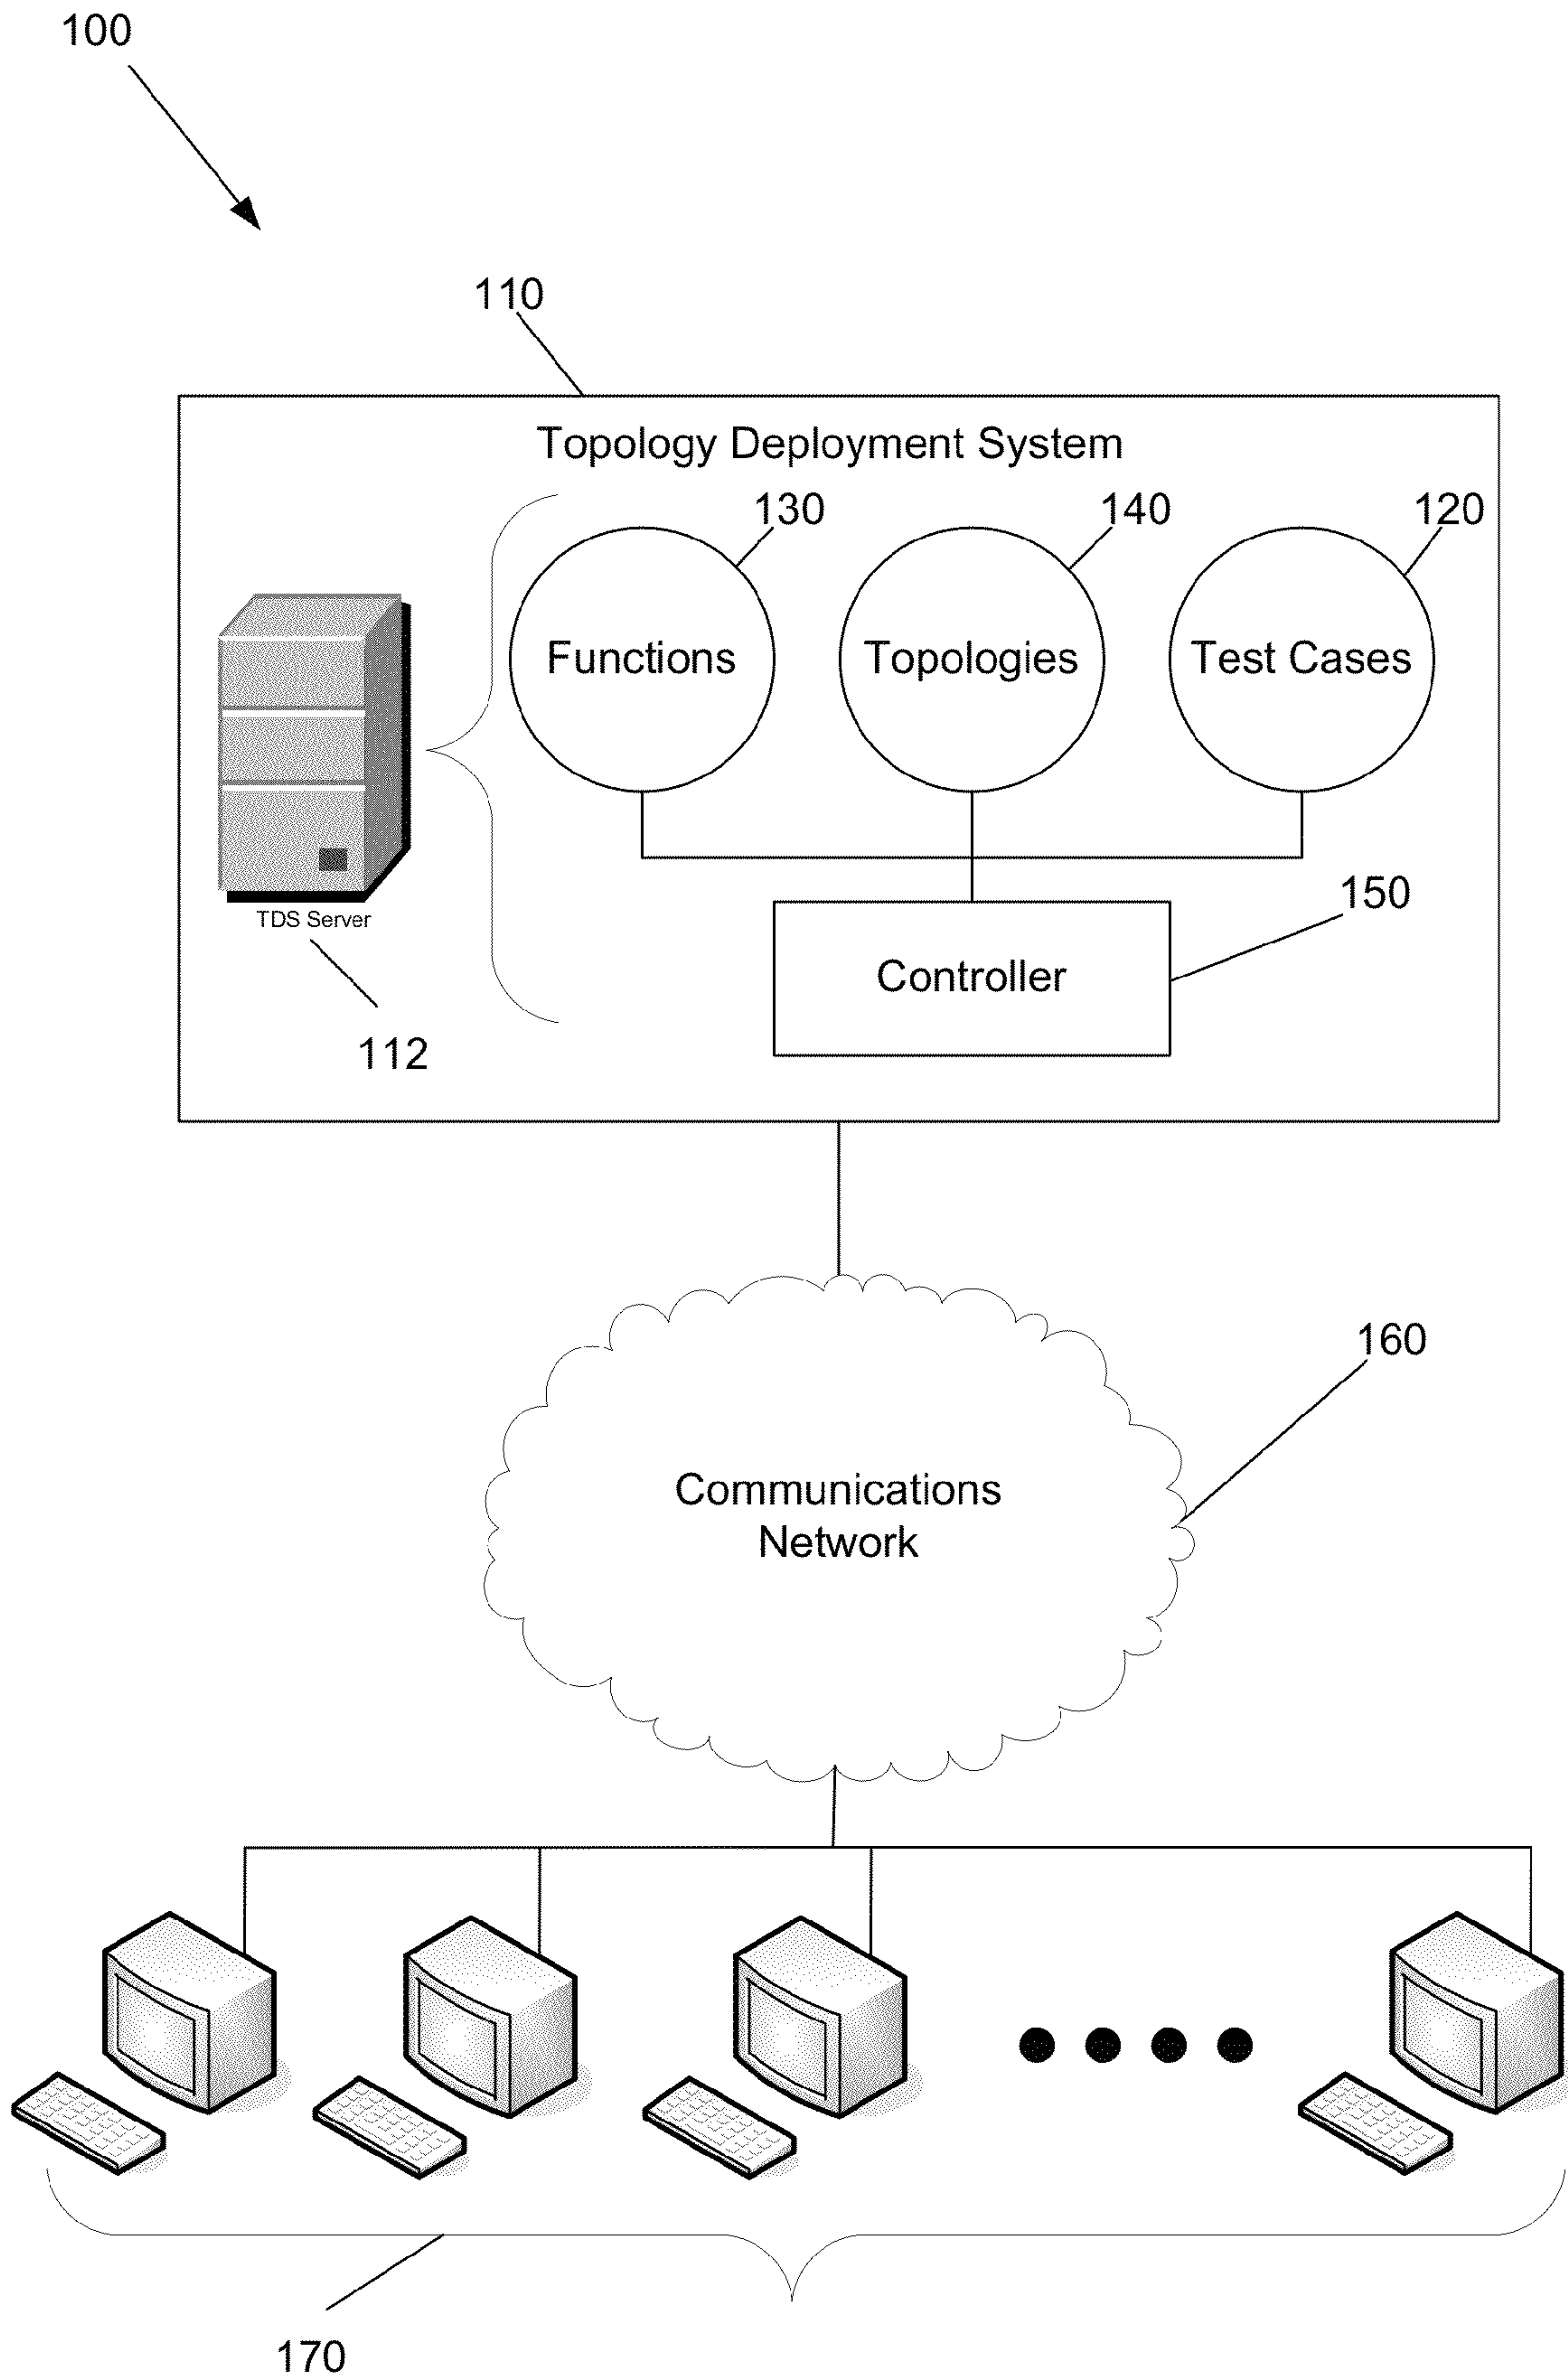 100
110
Topology Deployment System
130
140
120
Functions
Topologies
Test Cases
150
TDS Server
Controller
112
160
Communications
Network
170